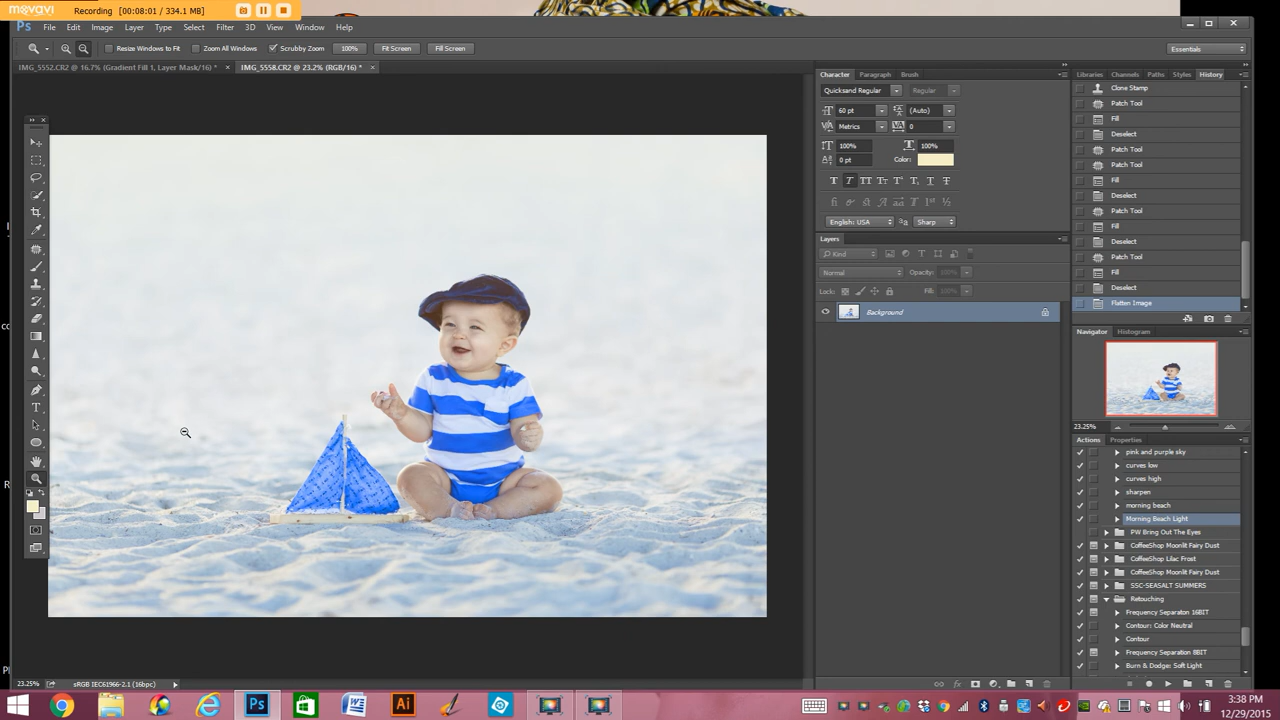 movavi Recording (00:08:01 / 334.1 MB)
Ps File Edit Image Layer Type Select Filter 3D View Window Help
Resize Windows to Fit Zoom All Windows Scrubby Zoom 100% Fit Screen Fill Screen Essentials
IMG_5552.CR2 @ 16.7% (Gradient Fill 1, Layer Mask/16) * × IMG_5558.CR2 @ 23.2% (RGB/16) * ×
Character Paragraph Brush
Quicksand Regular Regular
60 pt (Auto)
Metrics 0
100% 100%
0 pt Color:
English: USA Sharp
Layers
Kind
Normal Opacity: 100%
Lock: Fill: 100%
Background
Libraries Channels Paths Styles History
Clone Stamp
Patch Tool
Fill
Deselect
Patch Tool
Patch Tool
Fill
Deselect
Patch Tool
Fill
Deselect
Patch Tool
Fill
Deselect
Flatten Image
Navigator Histogram
23.25%
Actions Properties
pink and purple sky
curves low
curves high
sharpen
morning beach
Morning Beach Light
PW Bring Out The Eyes
CoffeeShop Moonlit Fairy Dust
CoffeeShop Lilac Frost
CoffeeShop Moonlit Fairy Dust
SSC-SEASALT SUMMERS
Retouching
Frequency Separaton 16BIT
Contour: Color Neutral
Contour
Frequency Separation 8BIT
Burn & Dodge: Soft Light
23.25% sRGB IEC61966-2.1 (16bpc)
3:38 PM
12/29/2015